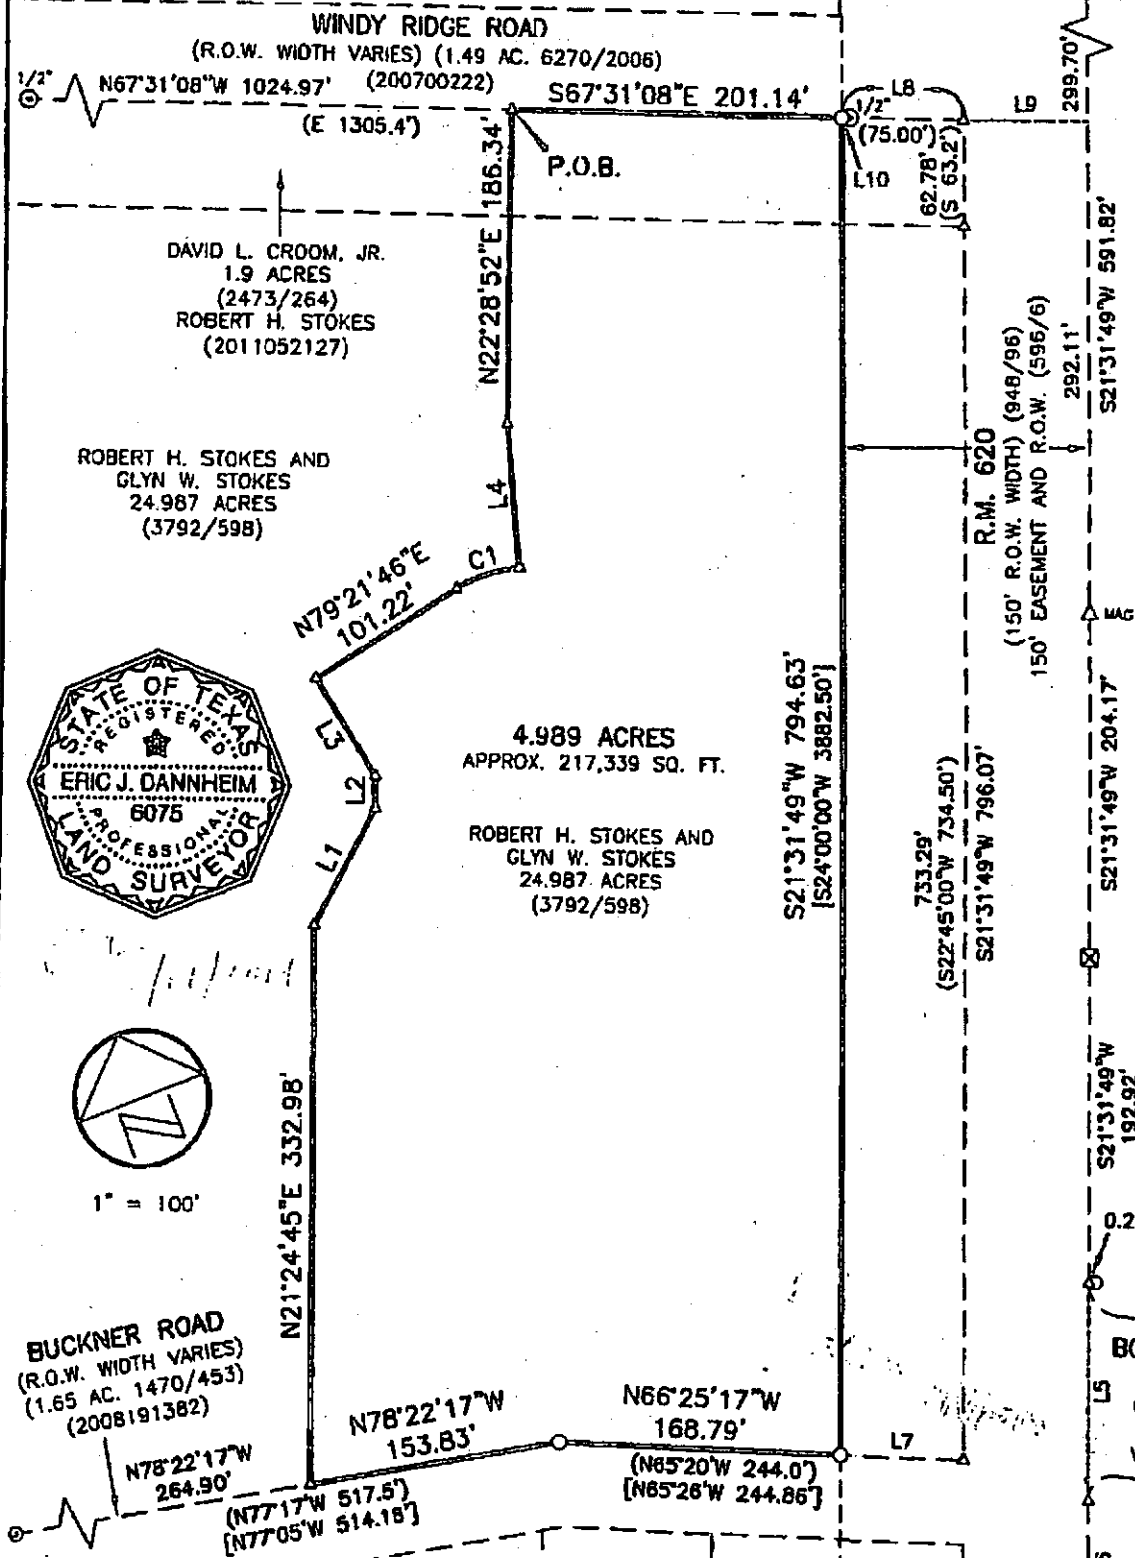 WINDY RIDGE ROAD
(R.O.W. WIDTH VARIES) (1.49 AC. 6270/2006)
(200700222)
1/2"
N67°31'08"W 1024.97'
(E 1305.4')
S67°31'08"E 201.14'
P.O.B.
L8
1/2"
(75.00')
L9
L10
299.70'
62.78'
(S 63.2')
N22°28'52"E 186.34'
DAVID L. CROOM, JR.
1.9 ACRES
(2473/264)
ROBERT H. STOKES
(2011052127)
ROBERT H. STOKES AND
GLYN W. STOKES
24.987 ACRES
(3792/598)
L4
C1
N79°21'46"E
101.22'
L3
L2
L1
R.M. 620
(150' R.O.W. WIDTH) (948/96)
150' EASEMENT AND R.O.W. (596/6)
292.11'
S21°31'49"W 591.82'
MAG
STATE OF TEXAS
REGISTERED
ERIC J. DANNHEIM
6075
PROFESSIONAL
LAND SURVEYOR
4.989 ACRES
APPROX. 217,339 SQ. FT.
ROBERT H. STOKES AND
GLYN W. STOKES
24.987 ACRES
(3792/598)
S21°31'49"W 794.63'
[S24°00'00"W 3882.50']
733.29'
(S22°45'00"W 734.50')
S21°31'49"W 796.07'
S21°31'49"W 204.17'
S21°31'49"W
192.92'
0.2
N
1" = 100'
N21°24'45"E 332.98'
BUCKNER ROAD
(R.O.W. WIDTH VARIES)
(1.65 AC. 1470/453)
(2008191382)
N78°22'17"W
264.90'
N78°22'17"W
153.83'
(N77°17'W 517.5')
[N77°05'W 514.18']
N66°25'17"W
168.79'
(N65°20'W 244.0')
[N65°26'W 244.86']
L7
L5